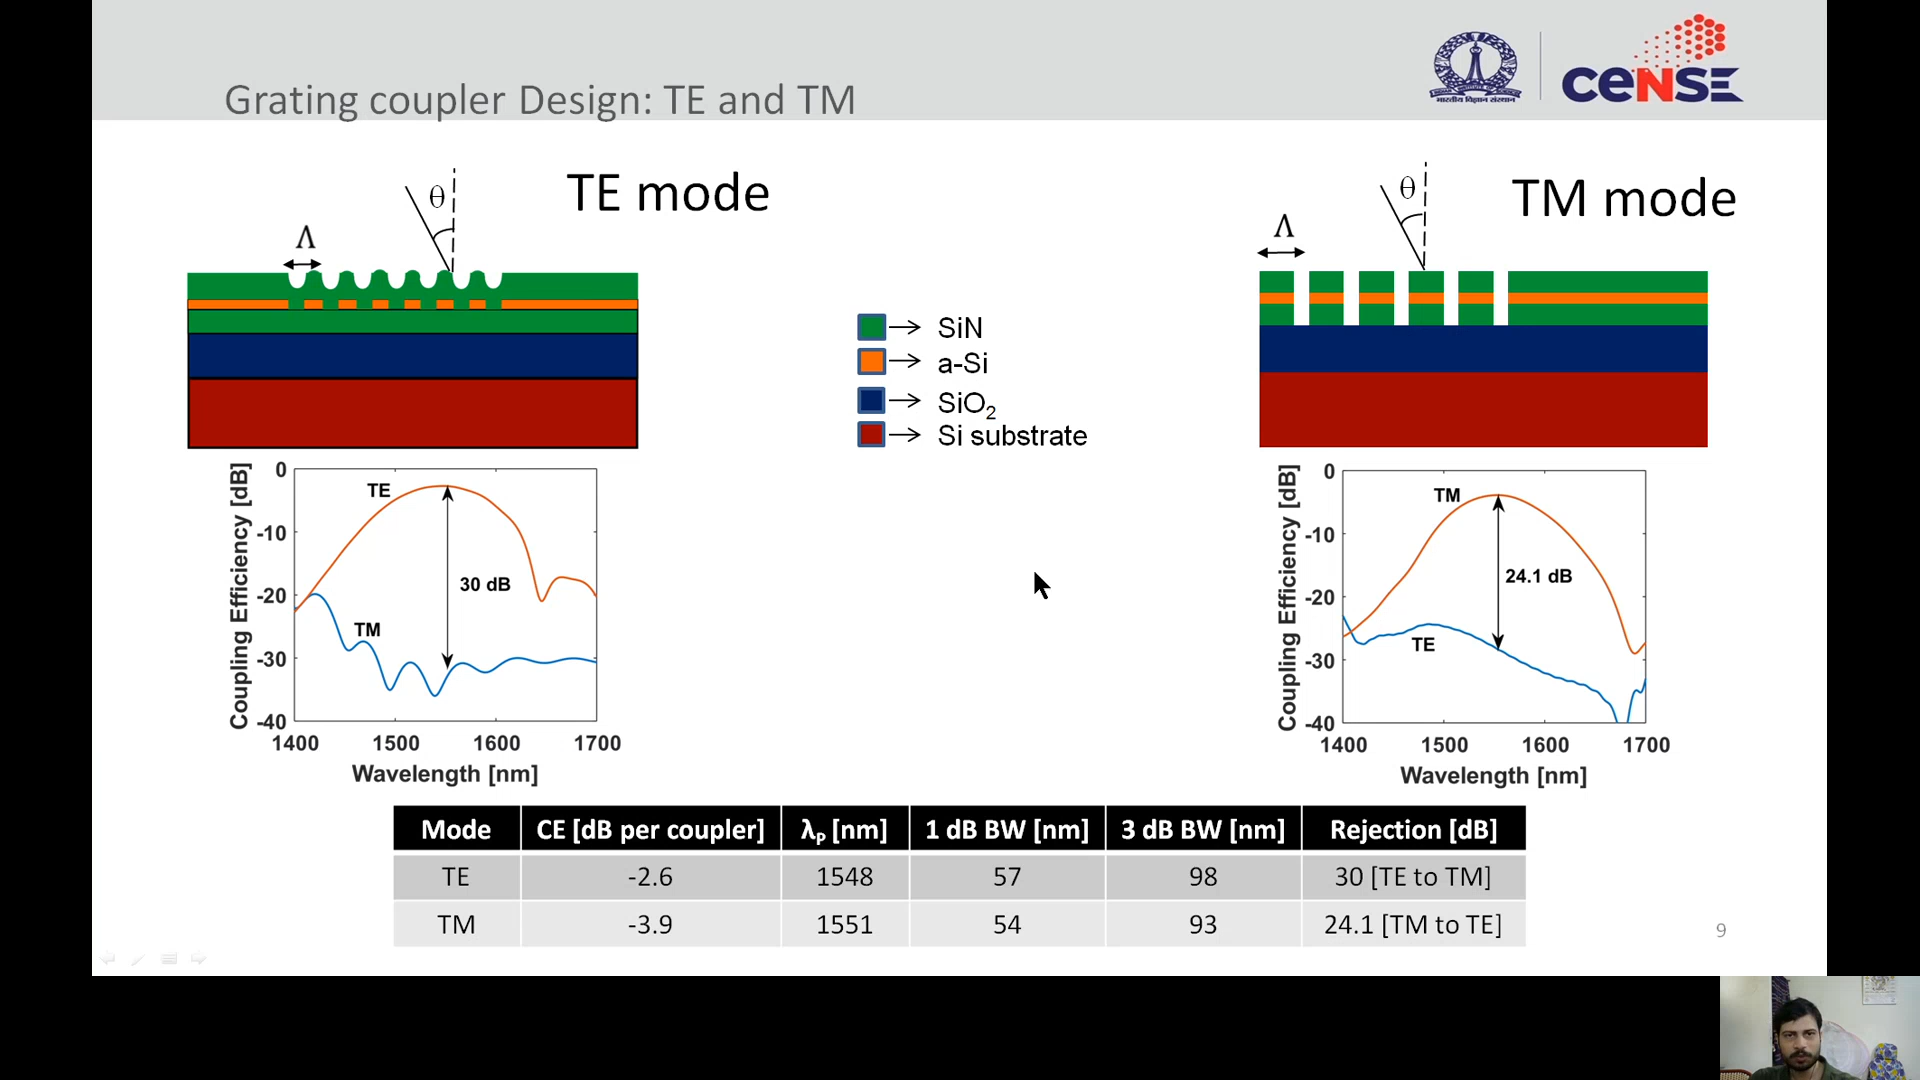 Grating coupler Design: TE and TM
भारतीय विज्ञान संस्थान
CeNSE
TE mode
θ
Λ
SiN
a-Si
SiO₂
Si substrate
TM mode
θ
Λ
Coupling Efficiency [dB]
0
-10
-20
-30
-40
TE
30 dB
TM
1400 1500 1600 1700
Wavelength [nm]
Coupling Efficiency [dB]
0
-10
-20
-30
-40
TM
24.1 dB
TE
1400 1500 1600 1700
Wavelength [nm]
Mode CE [dB per coupler] λP [nm] 1 dB BW [nm] 3 dB BW [nm] Rejection [dB]
TE -2.6 1548 57 98 30 [TE to TM]
TM -3.9 1551 54 93 24.1 [TM to TE]
9